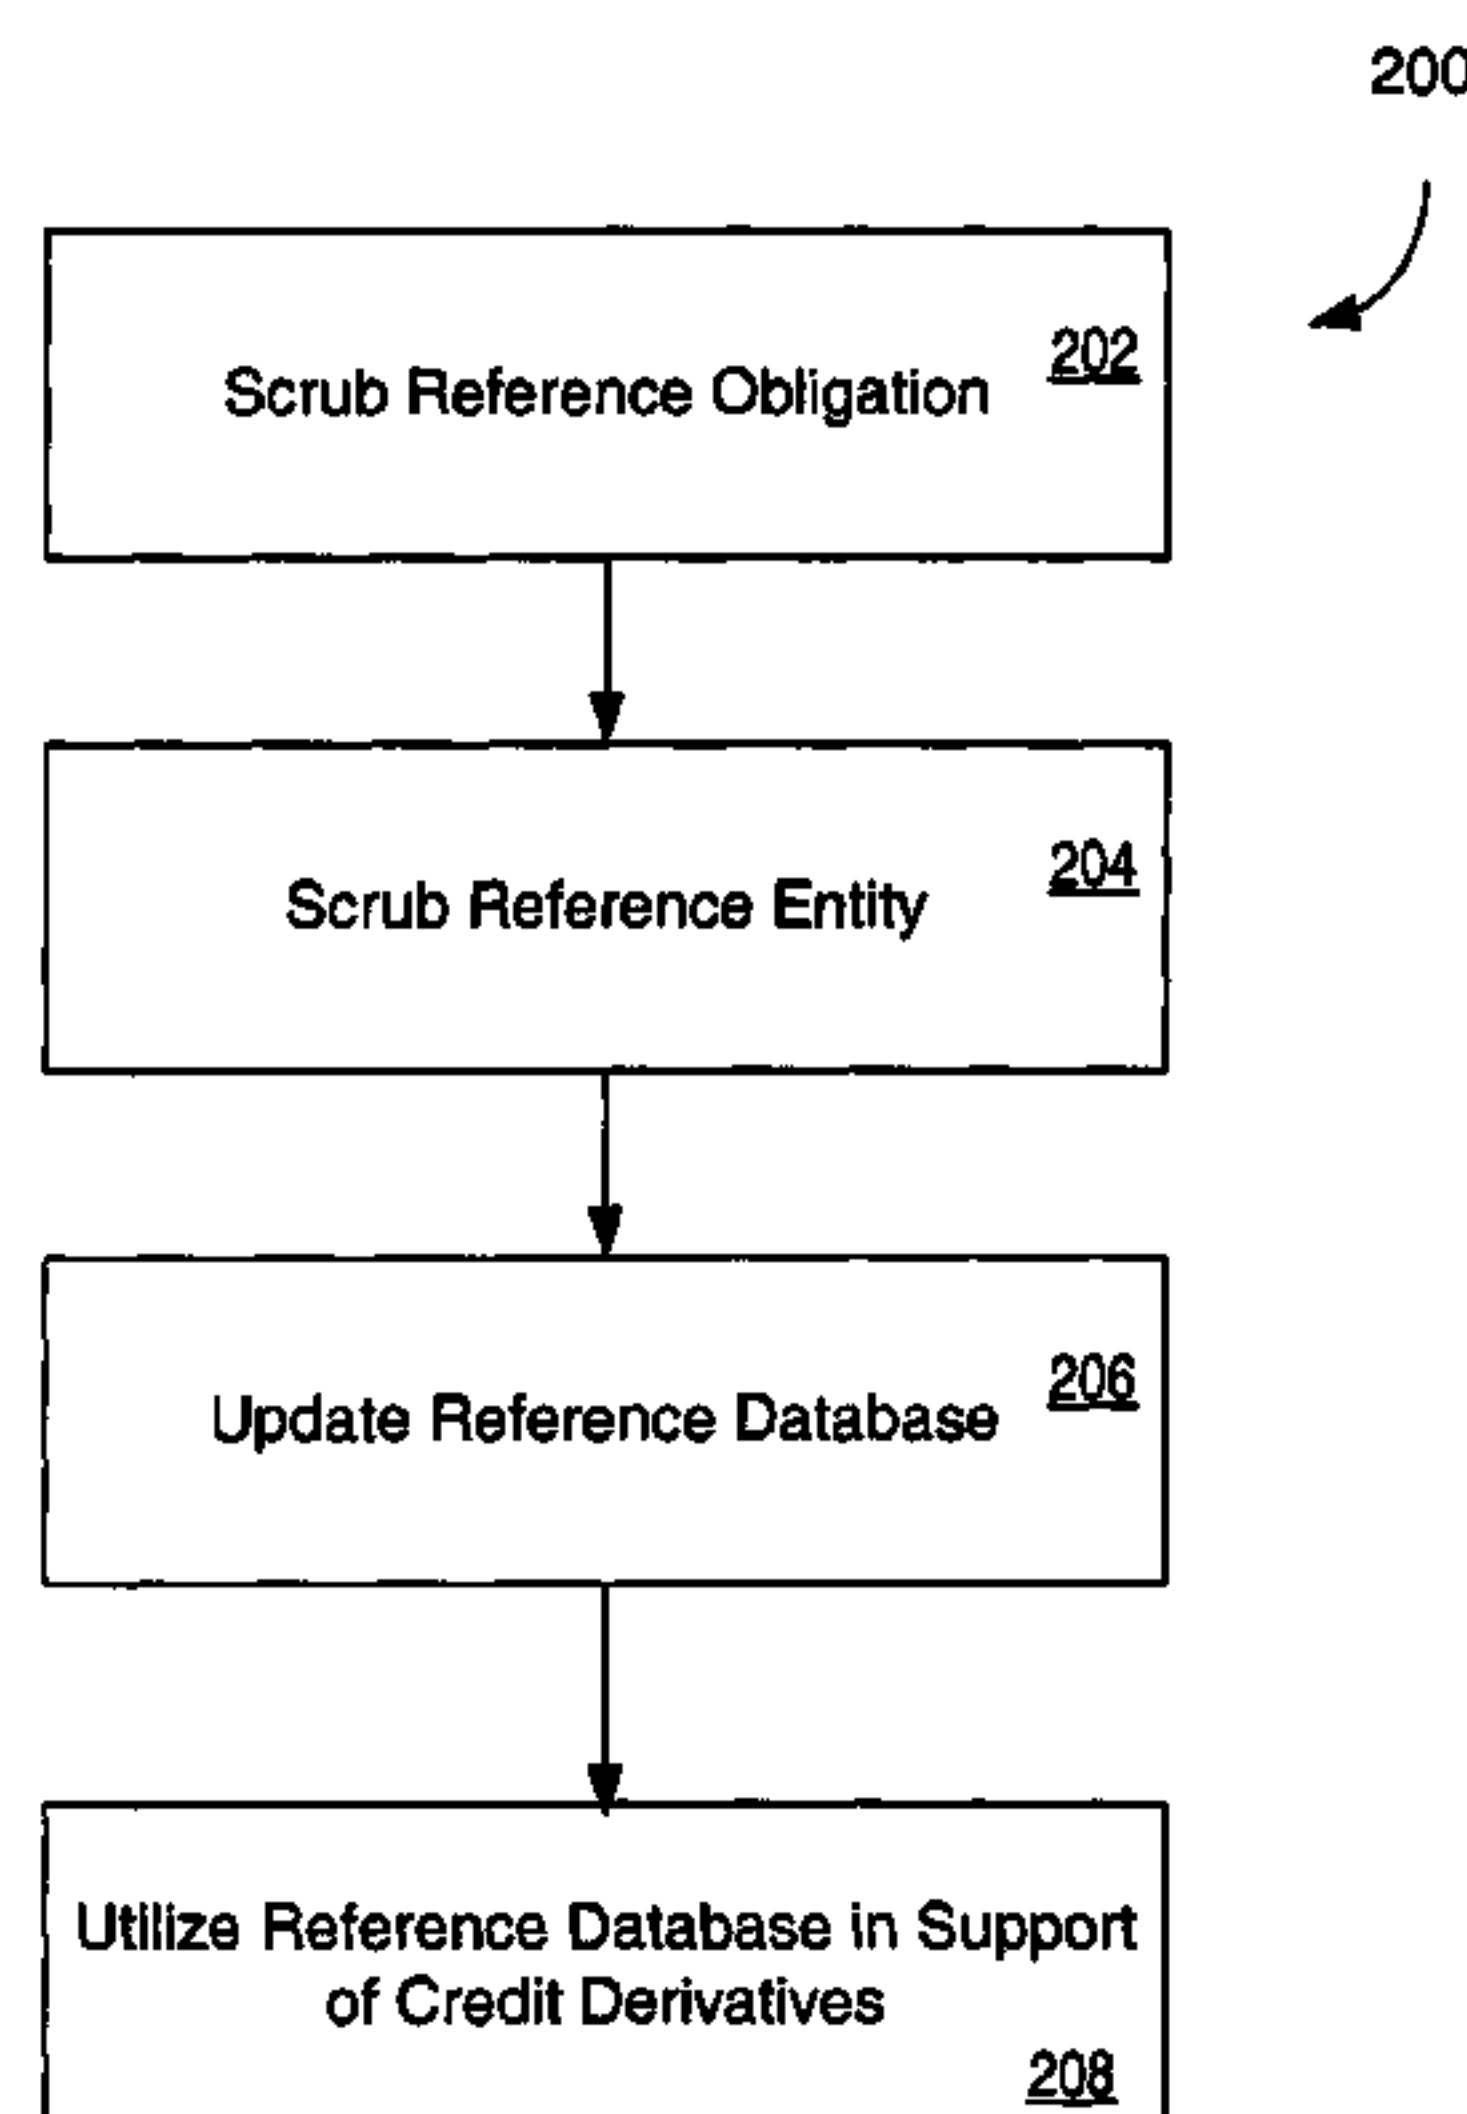 200
202
Scrub Reference Obligation
204
Scrub Reference Entity
206
Update Reference Database
Utilize Reference Database in Support
of Credit Derivatives
208